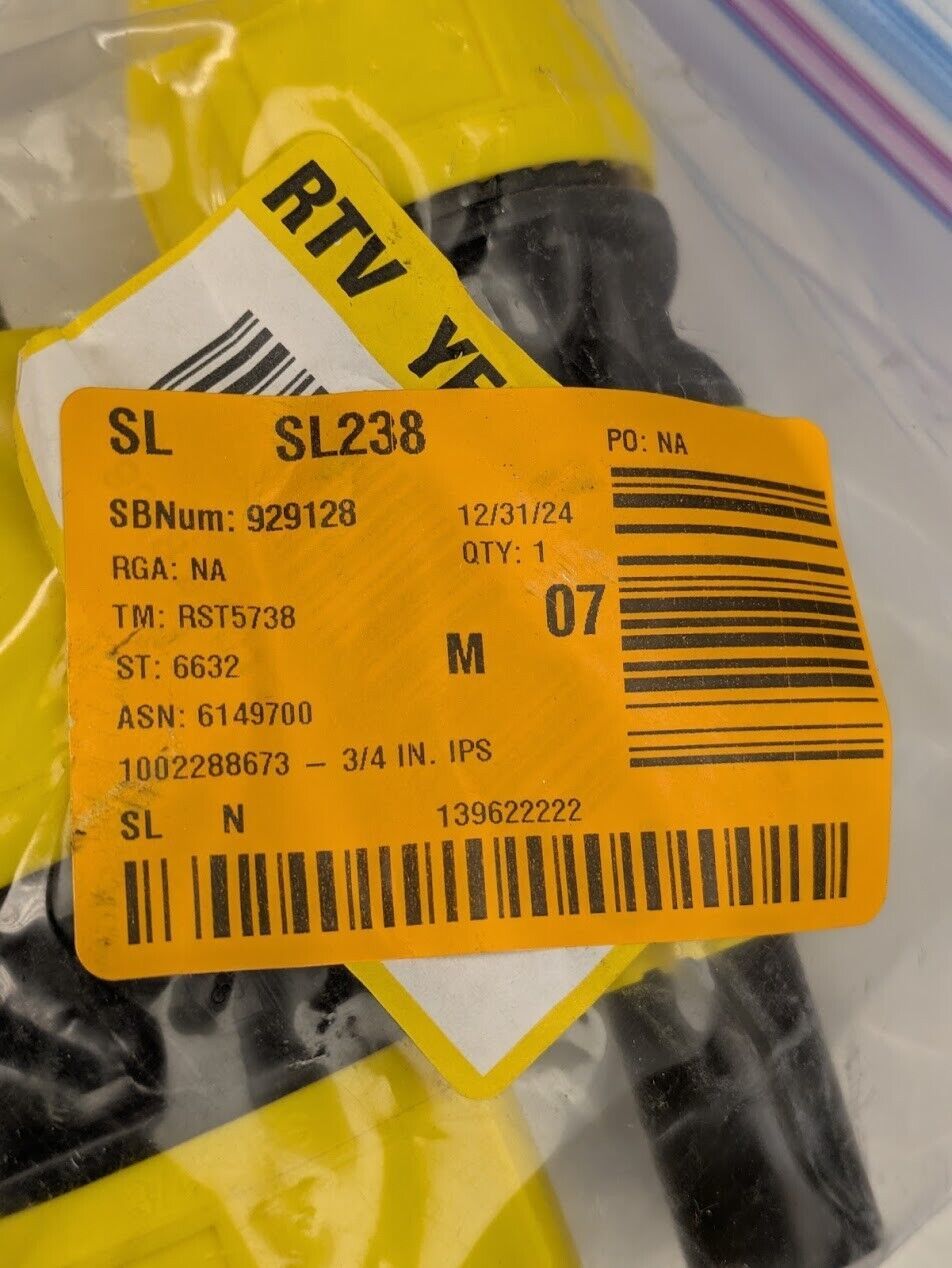 RTV
SL SL238 PO: NA
SBNum: 929128 12/31/24
RGA: NA QTY: 1
TM: RST5738 07
ST: 6632 M
ASN: 6149700
1002288673 – 3/4 IN. IPS
SL N 139622222